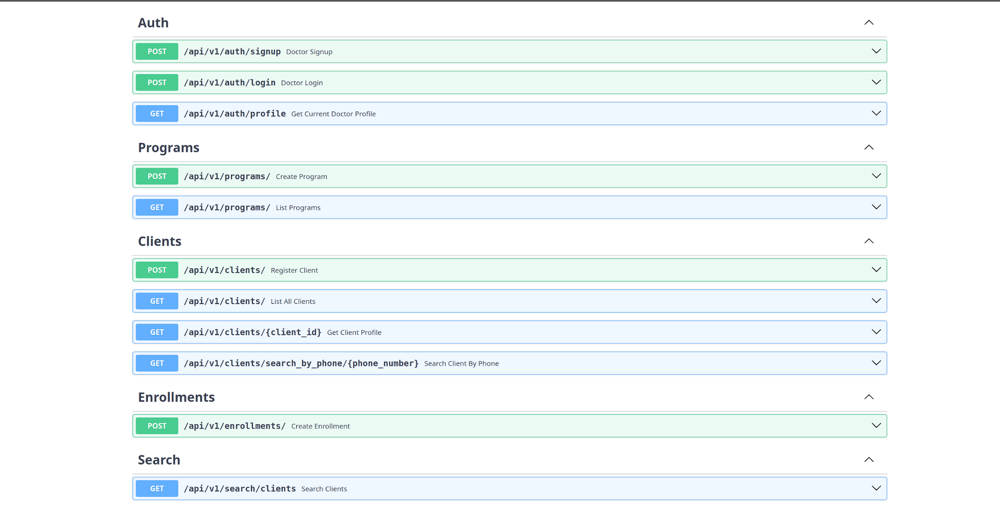 Auth
POST /api/v1/auth/signup Doctor Signup
POST /api/v1/auth/login Doctor Login
GET /api/v1/auth/profile Get Current Doctor Profile
Programs
POST /api/v1/programs/ Create Program
GET /api/v1/programs/ List Programs
Clients
POST /api/v1/clients/ Register Client
GET /api/v1/clients/ List All Clients
GET /api/v1/clients/{client_id} Get Client Profile
GET /api/v1/clients/search_by_phone/{phone_number} Search Client By Phone
Enrollments
POST /api/v1/enrollments/ Create Enrollment
Search
GET /api/v1/search/clients Search Clients